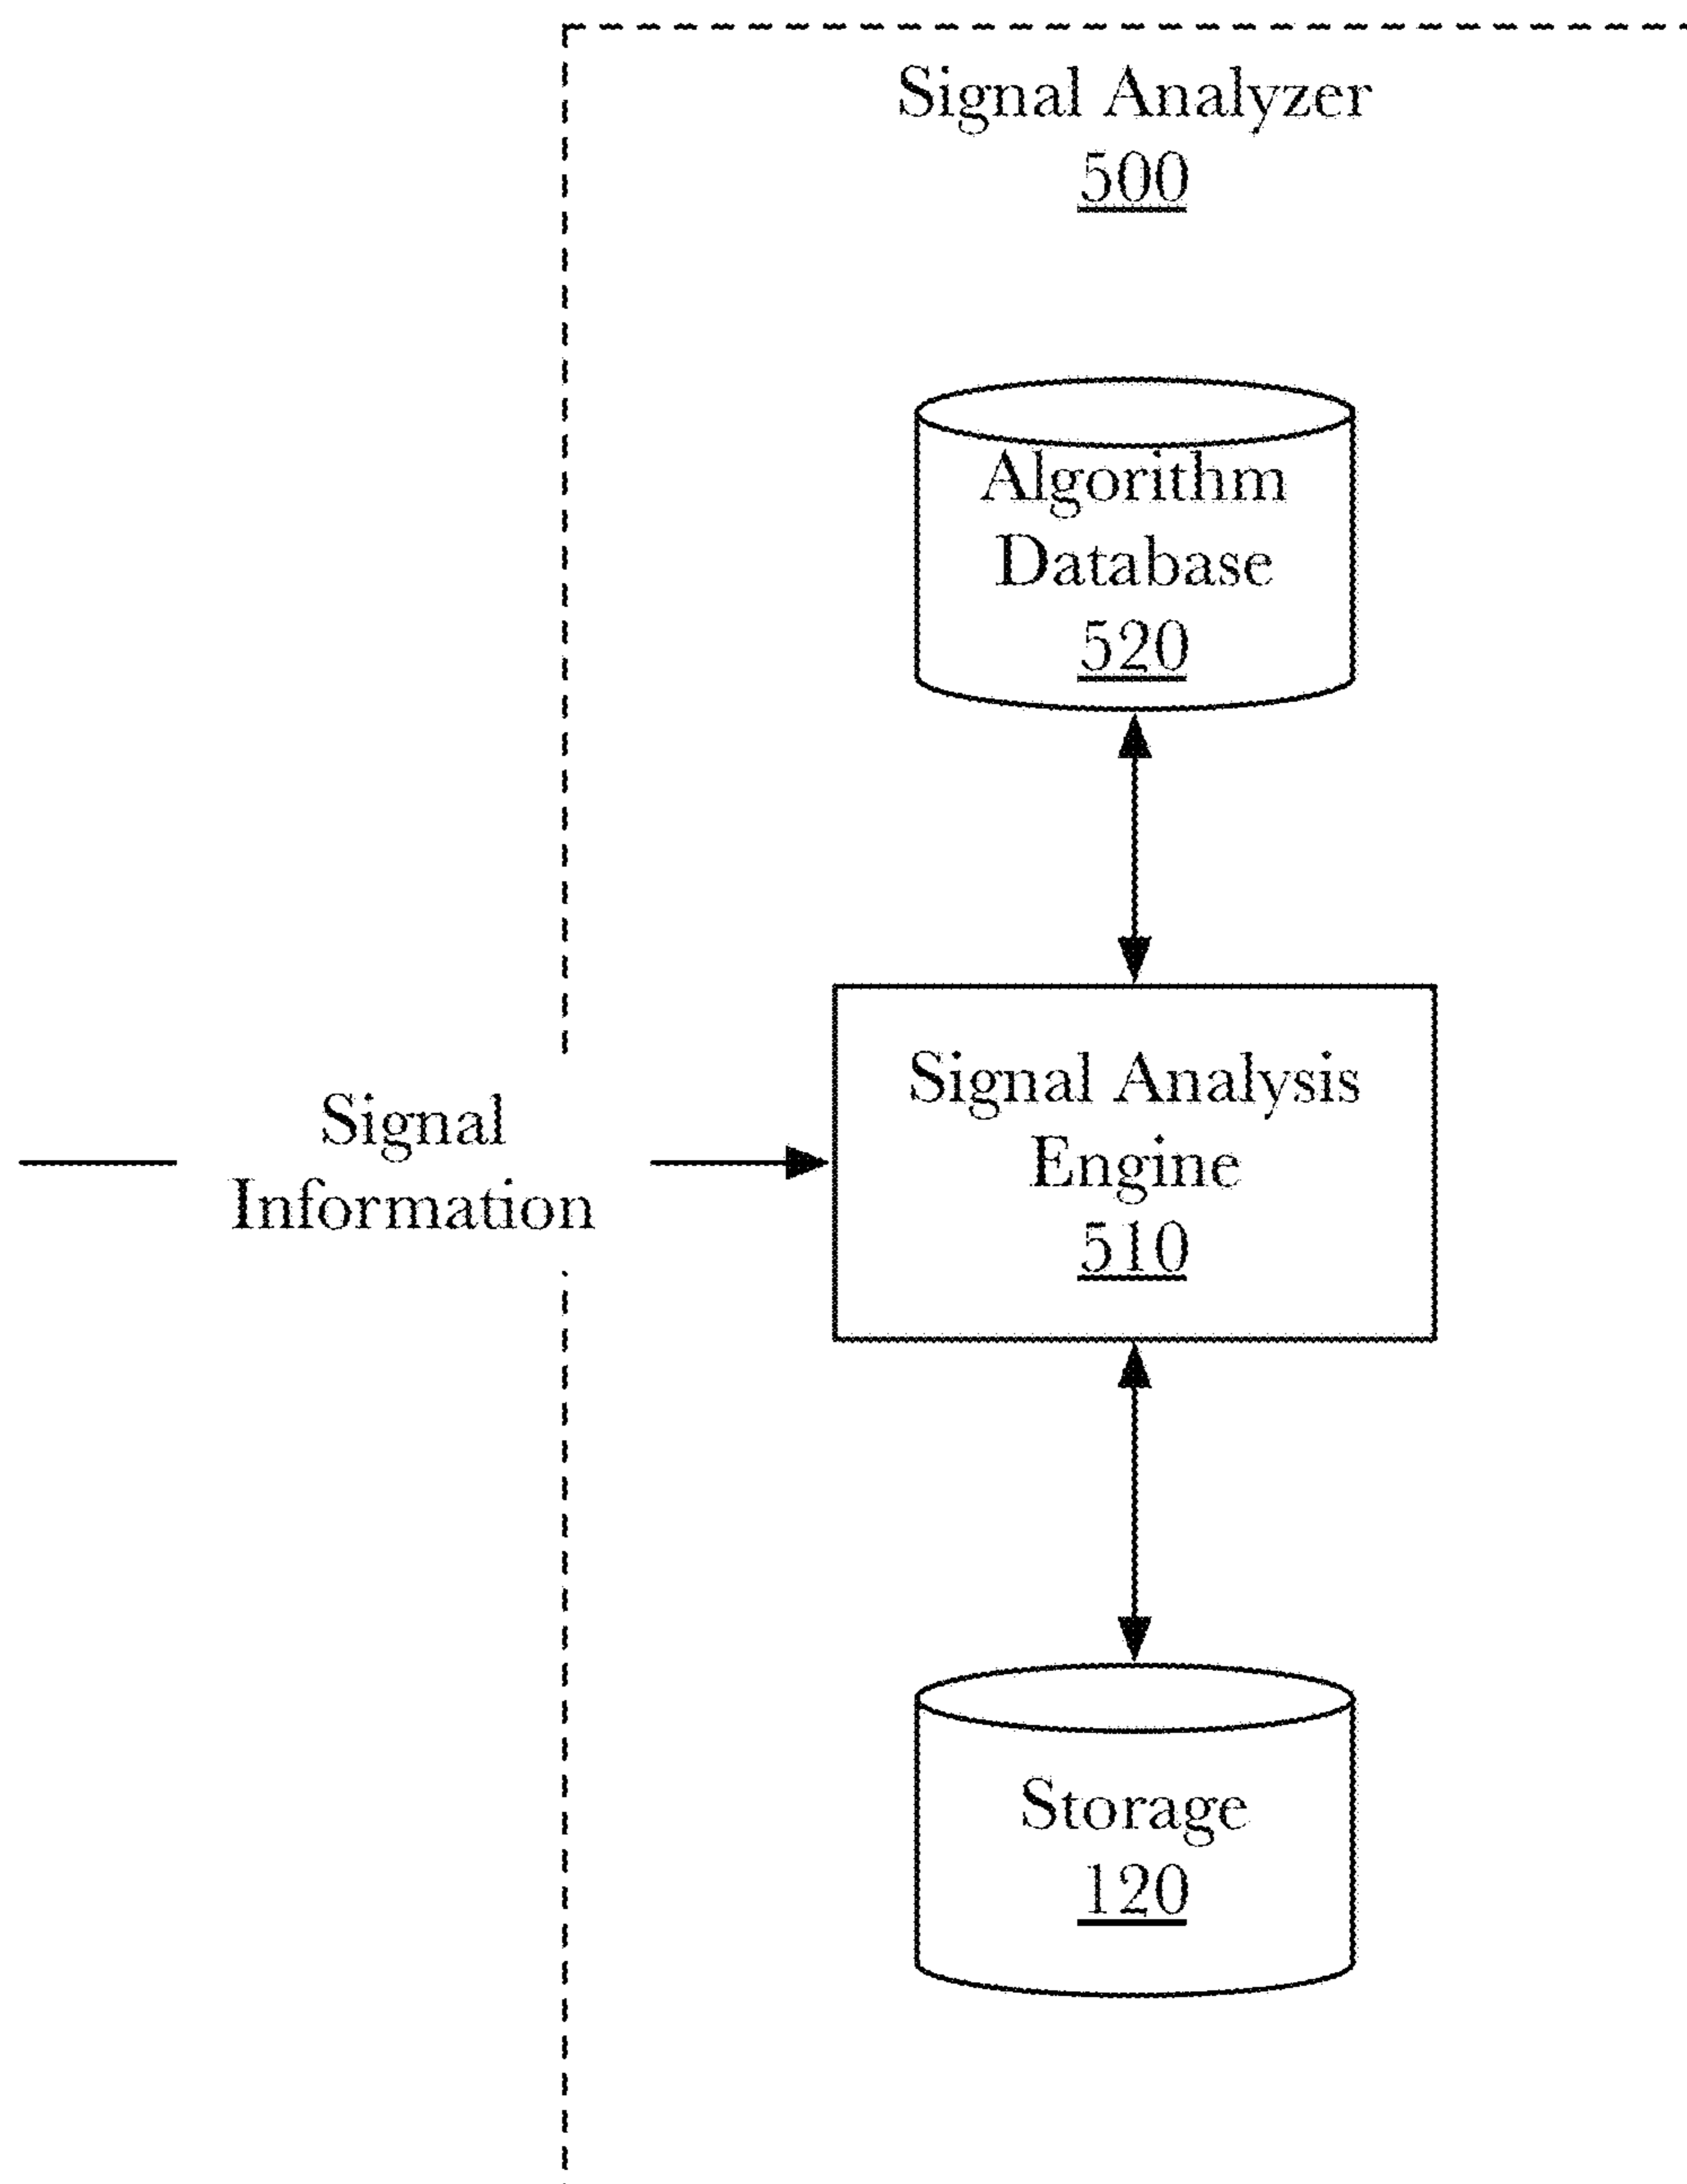 Signal Analyzer
500
Algorithm
Database
520
Signal
Information
Signal Analysis
Engine
510
Storage
120